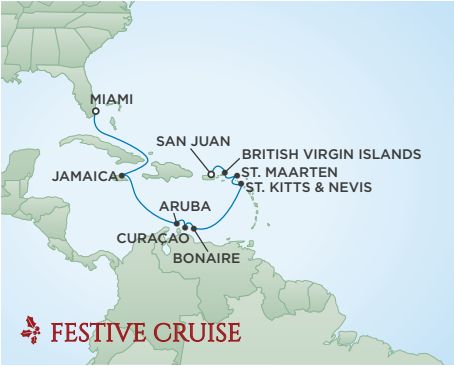 MIAMI
SAN JUAN
BRITISH VIRGIN ISLANDS
JAMAICA
ST. MAARTEN
ST. KITTS & NEVIS
ARUBA
CURAÇAO
BONAIRE
FESTIVE CRUISE